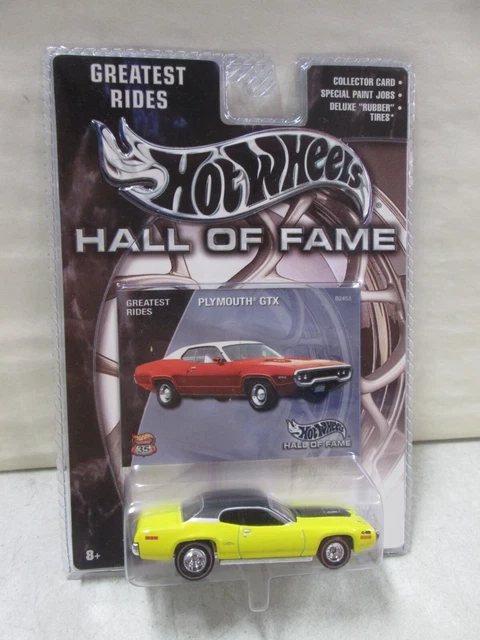 GREATEST
RIDES
COLLECTOR CARD •
SPECIAL PAINT JOBS •
DELUXE "RUBBER" •
TIRES*
HOT WHEELS ®
HALL OF FAME
GREATEST
RIDES
PLYMOUTH® GTX
HOT WHEELS
HALL OF FAME
35
8+